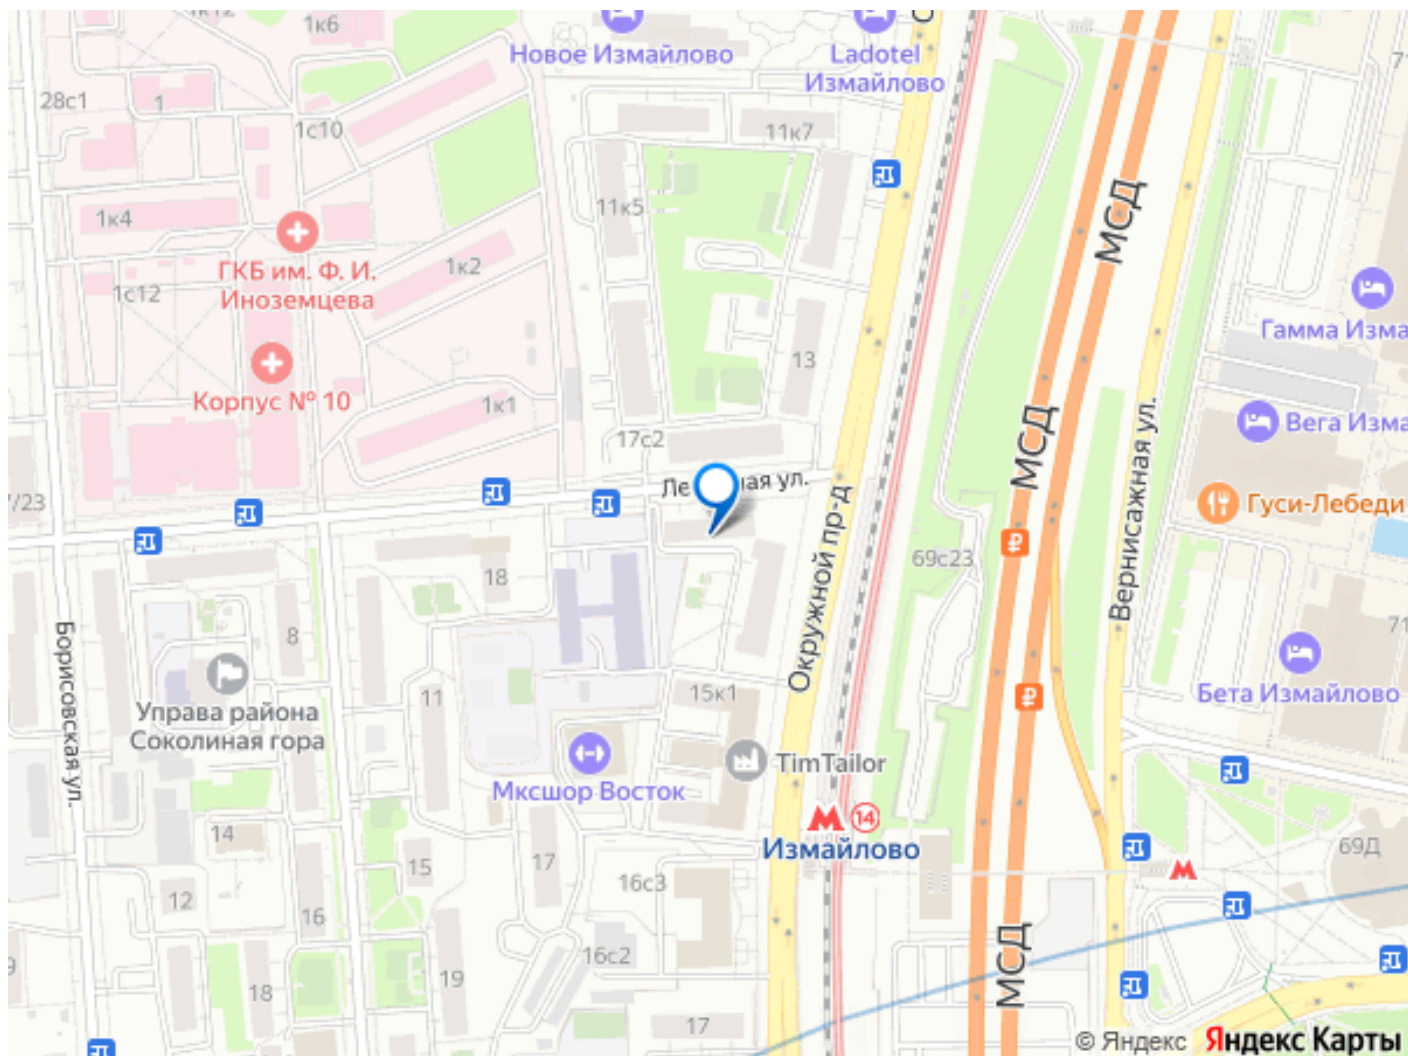 1к6
Новое Измайлово
Ladotel
Измайлово
28с1
1
1с10
11к7
1к4
11к5
МСД
ГКБ им. Ф. И.
Иноземцева
1к2
1с12
Гамма Изма
13
Корпус № 10
1к1
17с2
МСД
Вернисажная ул.
Вега Изма
7/23
Окружной пр-д
Гуси-Лебеди
69с23
18
8
Борисовская ул.
71
Бета Измайлово
11
15к1
Управа района
Соколиная гора
TimTailor
Мксшор Восток
14
14
Измайлово
15
17
16с3
69Д
12
16
16с2
МСД
19
18
17
© Яндекс Яндекс Карты